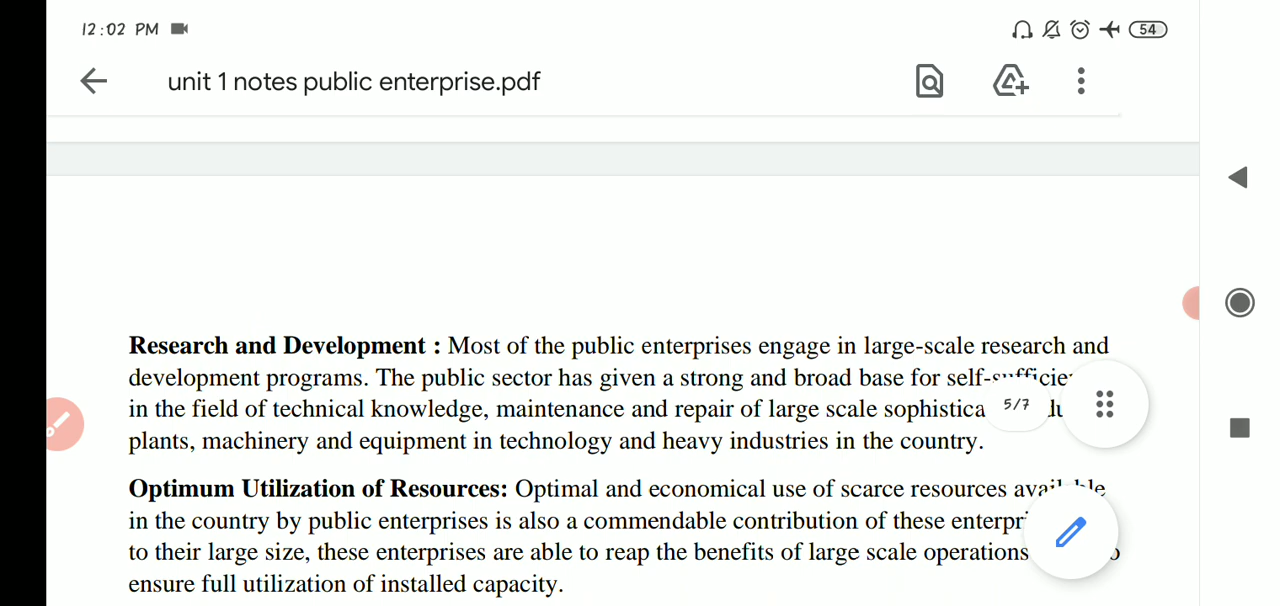 12:02 PM
54
unit 1 notes public enterprise.pdf
Research and Development : Most of the public enterprises engage in large-scale research and
development programs. The public sector has given a strong and broad base for
in the field of technical knowledge, maintenance and repair of large scale
5/7
plants, machinery and equipment in technology and heavy industries in the country.
Optimum Utilization of Resources: Optimal and economical use of scarce resources
in the country by public enterprises is also a commendable contribution of these
to their large size, these enterprises are able to reap the benefits of large scale operations
ensure full utilization of installed capacity.